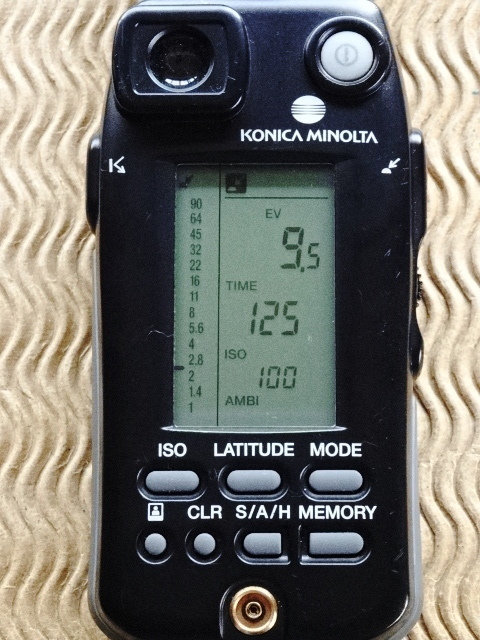 KONICA MINOLTA
90
64
45
32
22
16
11
8
5.6
4
2.8
2
1.4
1
EV
9.5
TIME
125
ISO
100
AMBI
ISO LATITUDE MODE
CLR S/A/H MEMORY